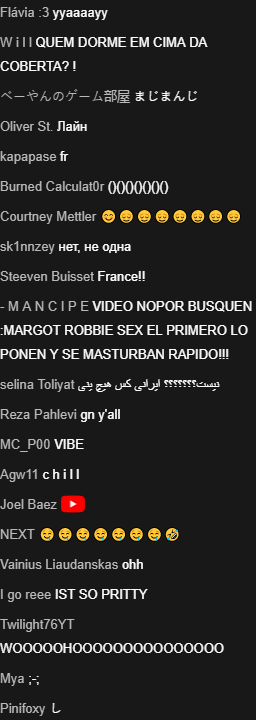 Flávia :3 yyaaaayy
W i l l QUEM DORME EM CIMA DA
COBERTA? !
べーやんのゲーム部屋 まじまんじ
Oliver St. Лайн
kapapase fr
Burned Calculat0r ()()()()()()()
Courtney Mettler 😊😔😔😔😔😔😔😔
sk1nnzey нет, не одна
Steeven Buisset France!!
- M A N C I P E VIDEO NOPOR BUSQUEN
:MARGOT ROBBIE SEX EL PRIMERO LO
PONEN Y SE MASTURBAN RAPIDO!!!
selina Toliyat نیست؟؟؟؟؟؟؟ ایرانی کس هیچ ینی
Reza Pahlevi gn y'all
MC_P00 VIBE
Agw11 c h i l l
Joel Baez
NEXT 😊😊😊😂😂😂😂🤣
Vainius Liaudanskas ohh
I go reee IST SO PRITTY
Twilight76YT
WOOOOOHOOOOOOOOOOOOOOO
Mya ;-;
Pinifoxy し